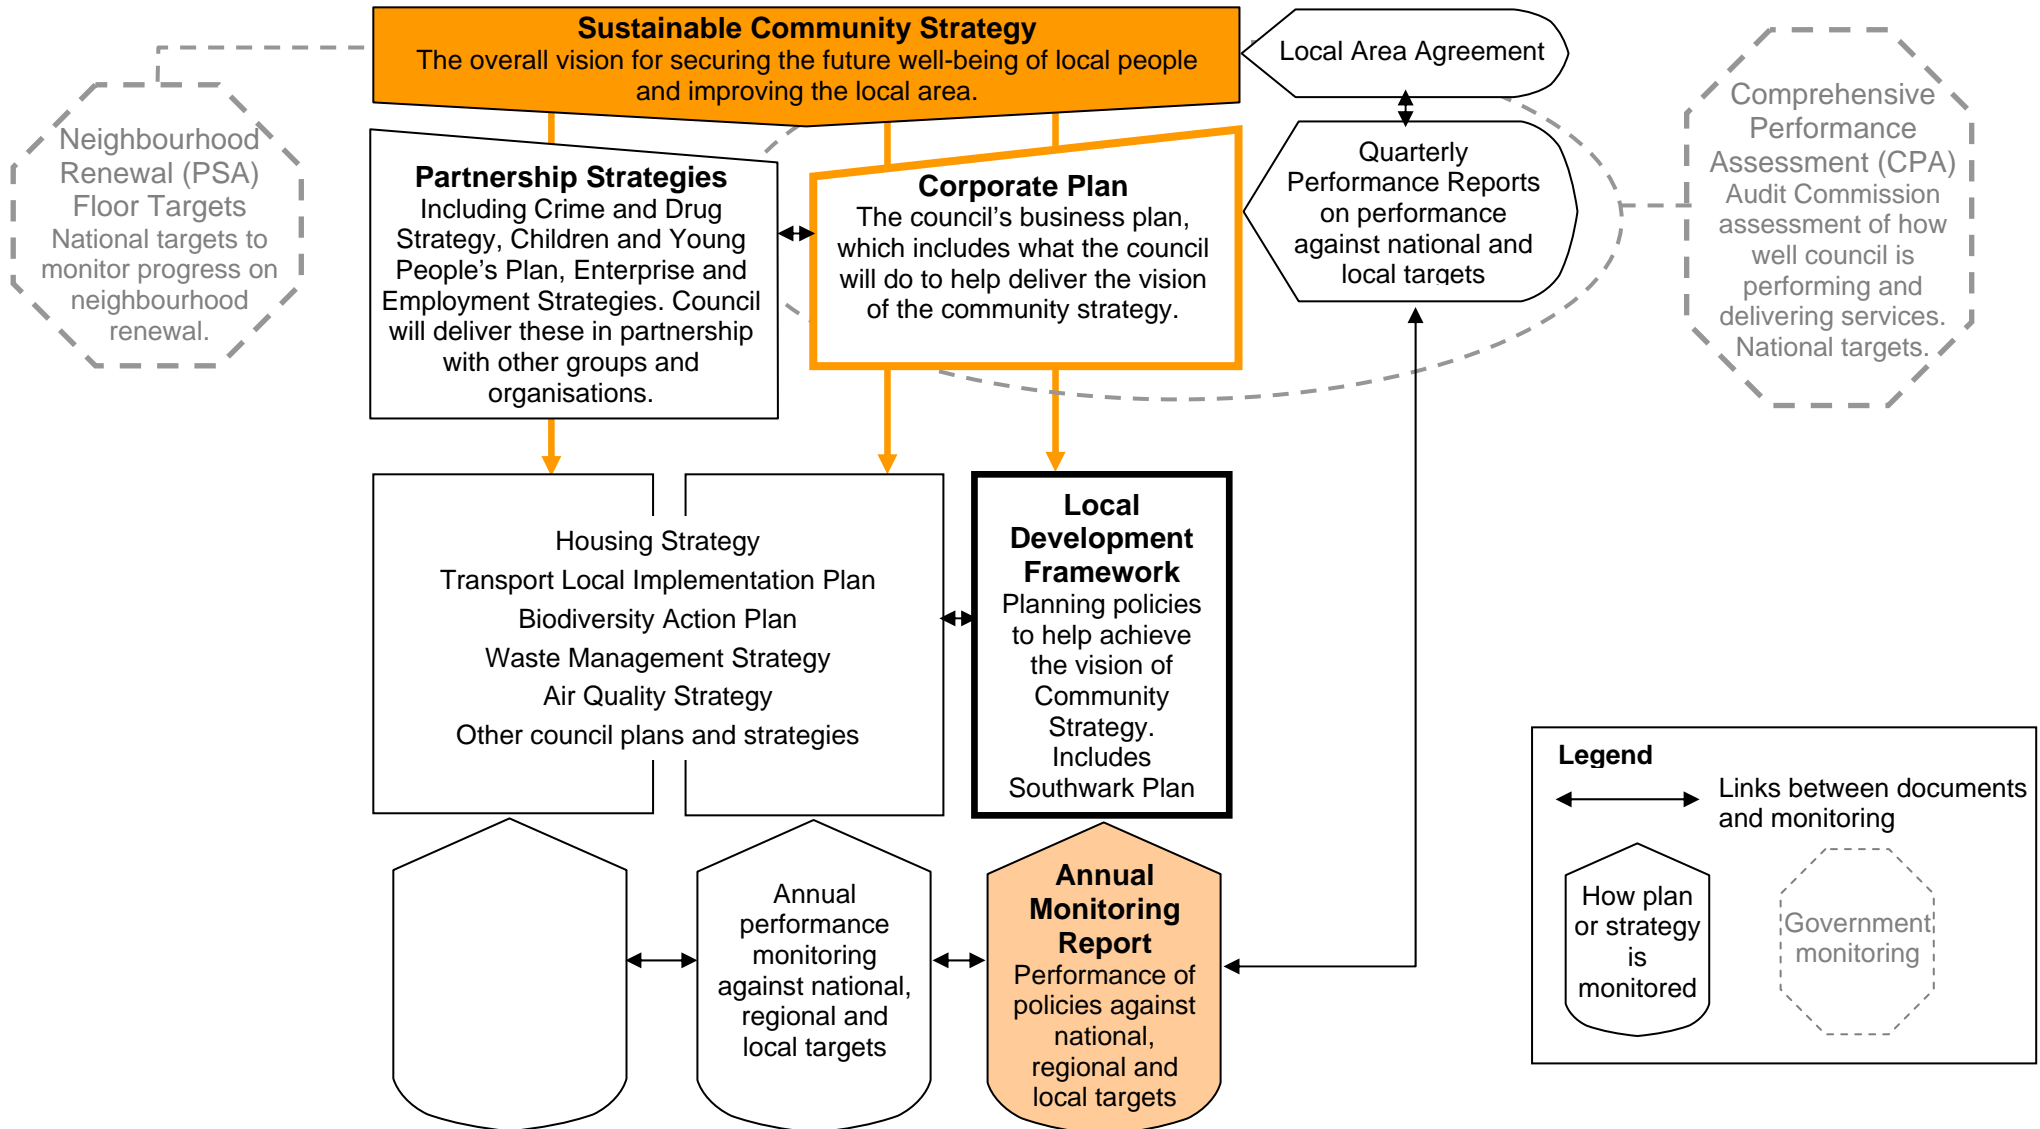 Sustainable Community Strategy
The overall vision for securing the future well-being of local people
and improving the local area.
Local Area Agreement
Neighbourhood
Renewal (PSA)
Floor Targets
National targets to
monitor progress on
neighbourhood
renewal.
Partnership Strategies
Including Crime and Drug
Strategy, Children and Young
People’s Plan, Enterprise and
Employment Strategies. Council
will deliver these in partnership
with other groups and
organisations.
Corporate Plan
The council’s business plan,
which includes what the council
will do to help deliver the vision
of the community strategy.
Quarterly
Performance Reports
on performance
against national and
local targets
Comprehensive
Performance
Assessment (CPA)
Audit Commission
assessment of how
well council is
performing and
delivering services.
National targets.
Housing Strategy
Transport Local Implementation Plan
Biodiversity Action Plan
Waste Management Strategy
Air Quality Strategy
Other council plans and strategies
Local
Development
Framework
Planning policies
to help achieve
the vision of
Community
Strategy.
Includes
Southwark Plan
Annual
performance
monitoring
against national,
regional and
local targets
Annual
Monitoring
Report
Performance of
policies against
national,
regional and
local targets
Legend
Links between documents
and monitoring
How plan
or strategy
is
monitored
Government
monitoring